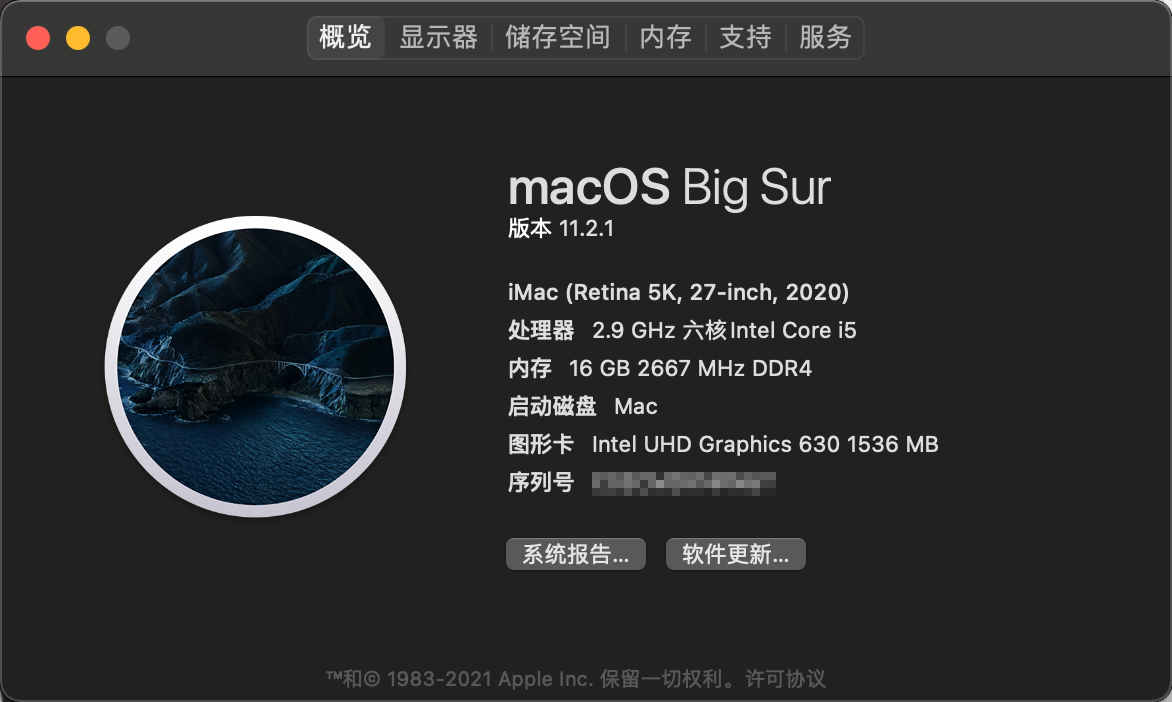 概览 显示器 储存空间 内存 支持 服务
macOS Big Sur
版本 11.2.1
iMac (Retina 5K, 27-inch, 2020)
处理器 2.9 GHz 六核Intel Core i5
内存 16 GB 2667 MHz DDR4
启动磁盘 Mac
图形卡 Intel UHD Graphics 630 1536 MB
序列号
系统报告... 软件更新...
™和© 1983-2021 Apple Inc. 保留一切权利。许可协议